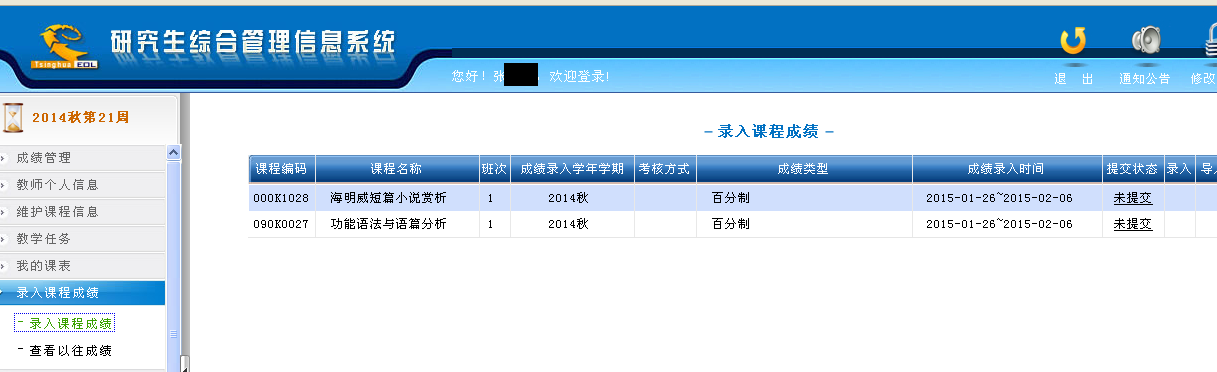 研究生综合管理信息系统
Tsinghua EDL
您好！张 欢迎登录!
退 出 通知公告 修改
2014秋第21周
成绩管理
教师个人信息
维护课程信息
教学任务
我的课表
录入课程成绩
- 录入课程成绩
- 查看以往成绩
– 录入课程成绩 –
课程编码 课程名称 班次 成绩录入学年学期 考核方式 成绩类型 成绩录入时间 提交状态 录入 导
000K1028 海明威短篇小说赏析 1 2014秋 百分制 2015-01-26~2015-02-06 未提交
090K0027 功能语法与语篇分析 1 2014秋 百分制 2015-01-26~2015-02-06 未提交